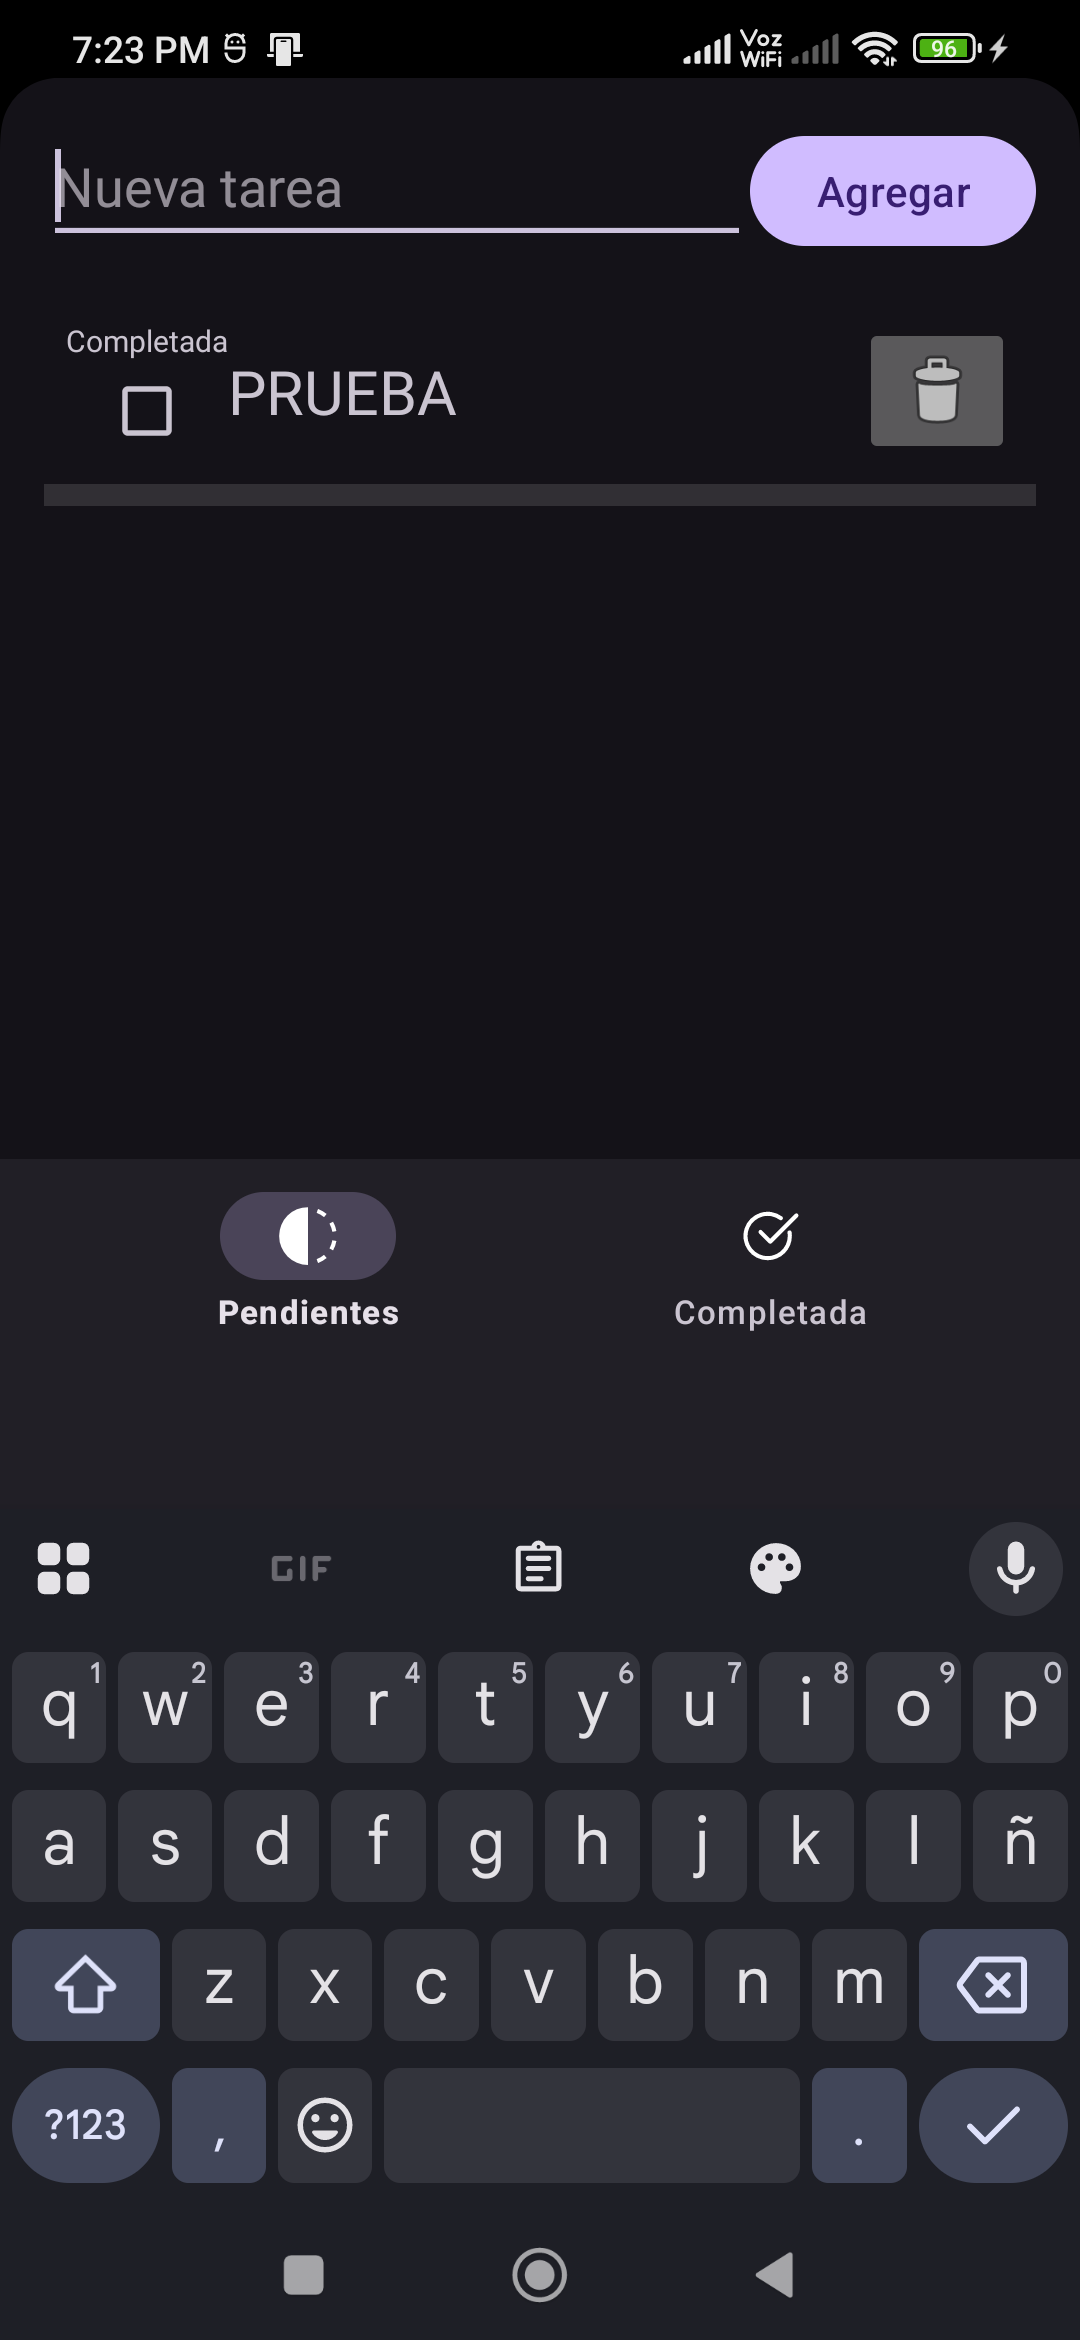 7:23 PM Voz WiFi 96
Nueva tarea Agregar
Completada
PRUEBA
Pendientes Completada
GIF
q 1 w 2 e 3 r 4 t 5 y 6 u 7 i 8 o 9 p 0
a s d f g h j k l ñ
z x c v b n m
?123 , .